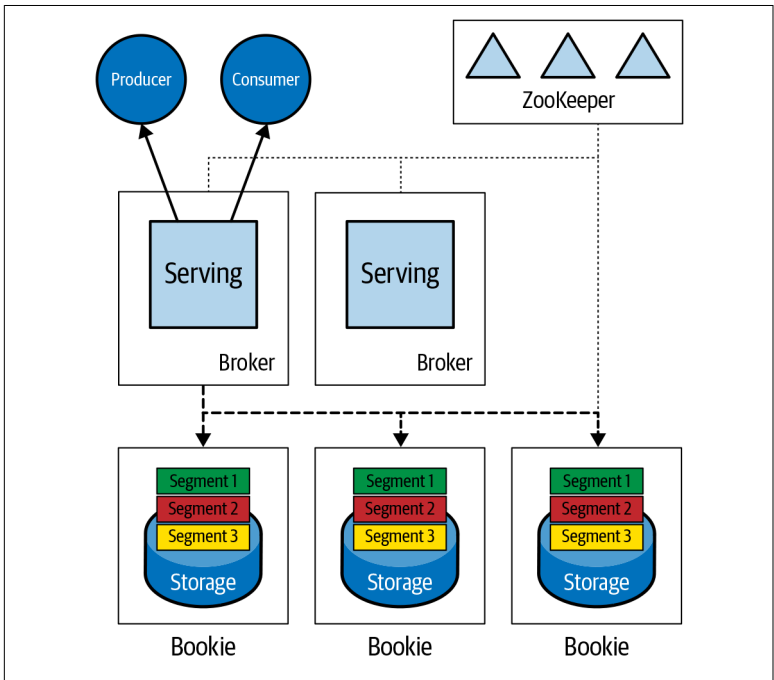 Producer
Consumer
ZooKeeper
Serving
Serving
Broker
Broker
Segment 1
Segment 2
Segment 3
Storage
Segment 1
Segment 2
Segment 3
Storage
Segment 1
Segment 2
Segment 3
Storage
Bookie
Bookie
Bookie